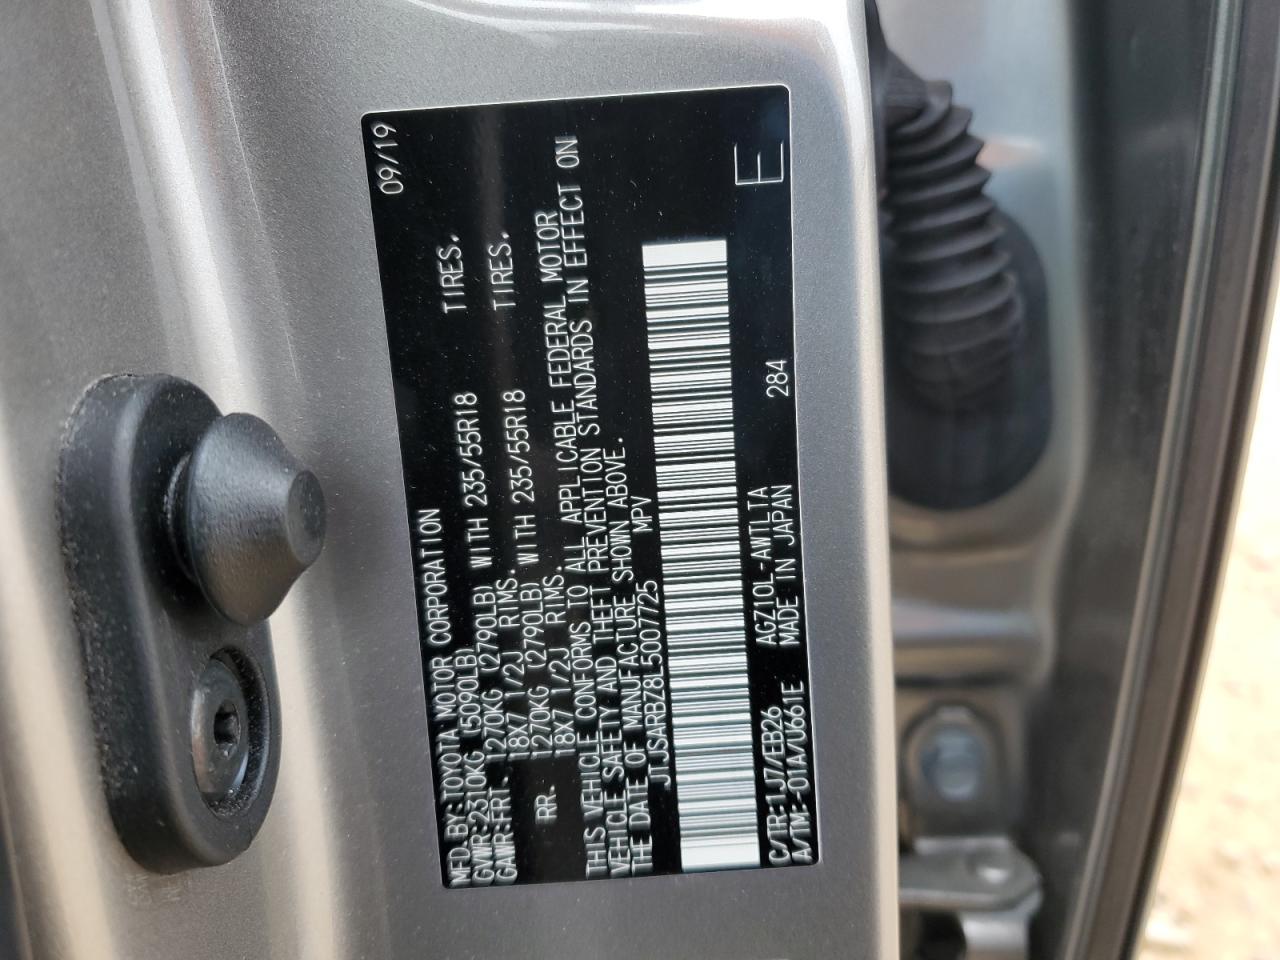 09/19
MFD.BY:TOYOTA MOTOR CORPORATION
GVWR:2310KG (5090LB)
GAWR:FRT. 1270KG (2790LB) WITH 235/55R18 TIRES.
18X7 1/2J RIMS.
RR. 1270KG (2790LB) WITH 235/55R18 TIRES.
18X7 1/2J RIMS.
THIS VEHICLE CONFORMS TO ALL APPLICABLE FEDERAL MOTOR
VEHICLE SAFETY AND THEFT PREVENTION STANDARDS IN EFFECT ON
THE DATE OF MANUFACTURE SHOWN ABOVE.
JTJSARBZ8L5007725 MPV
C/TR:1J7/EB26 AGZ10L-AWTLTA
A/TM:-01A/U661E MADE IN JAPAN 284
E